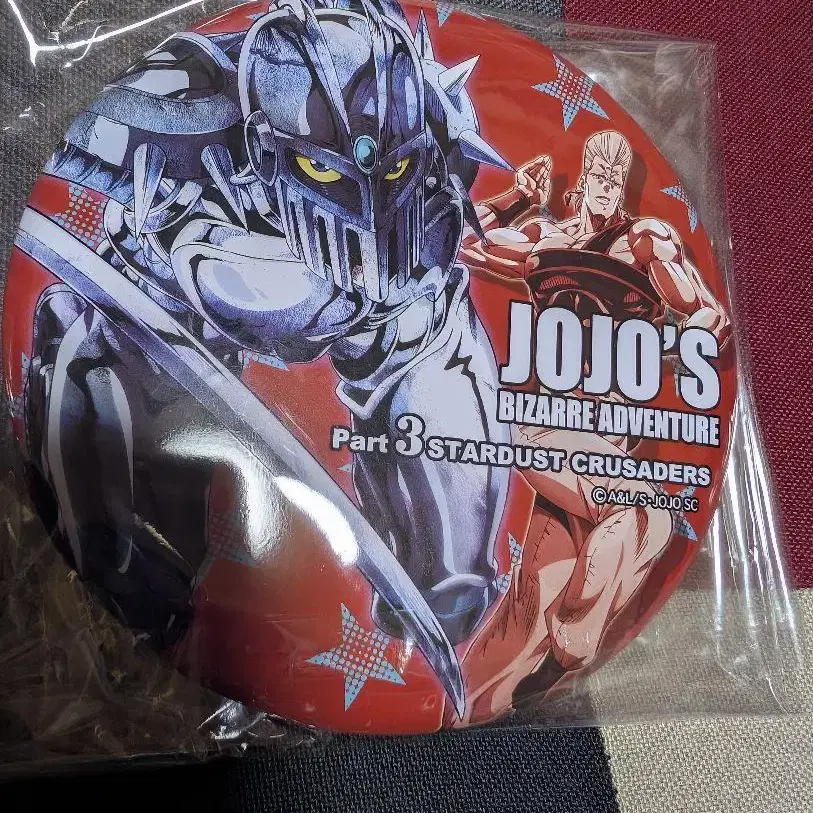 JOJO'S
BIZARRE ADVENTURE
Part 3 STARDUST CRUSADERS
©A&L/S-JOJO SC